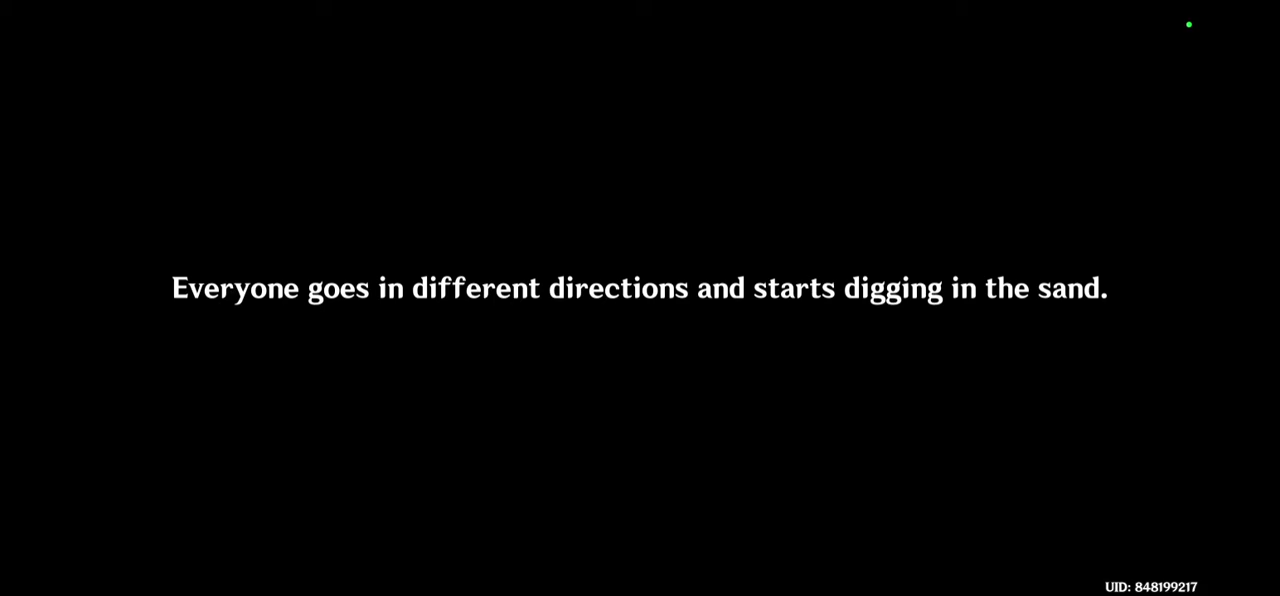 Everyone goes in different directions and starts digging in the sand.
UID: 848199217